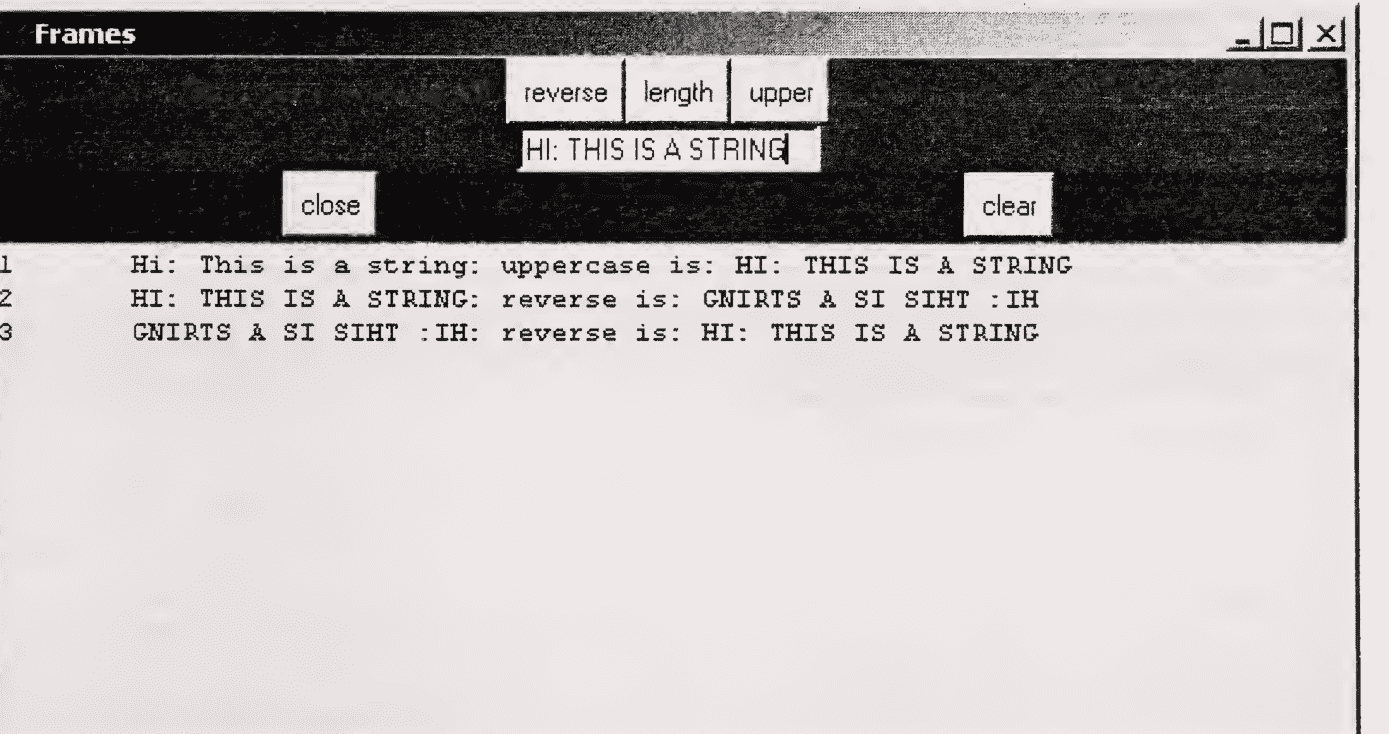 Frames
reverse length upper
HI: THIS IS A STRING
close clear
1 Hi: This is a string: uppercase is: HI: THIS IS A STRING
2 HI: THIS IS A STRING: reverse is: GNIRTS A SI SIHT :IH
3 GNIRTS A SI SIHT :IH: reverse is: HI: THIS IS A STRING